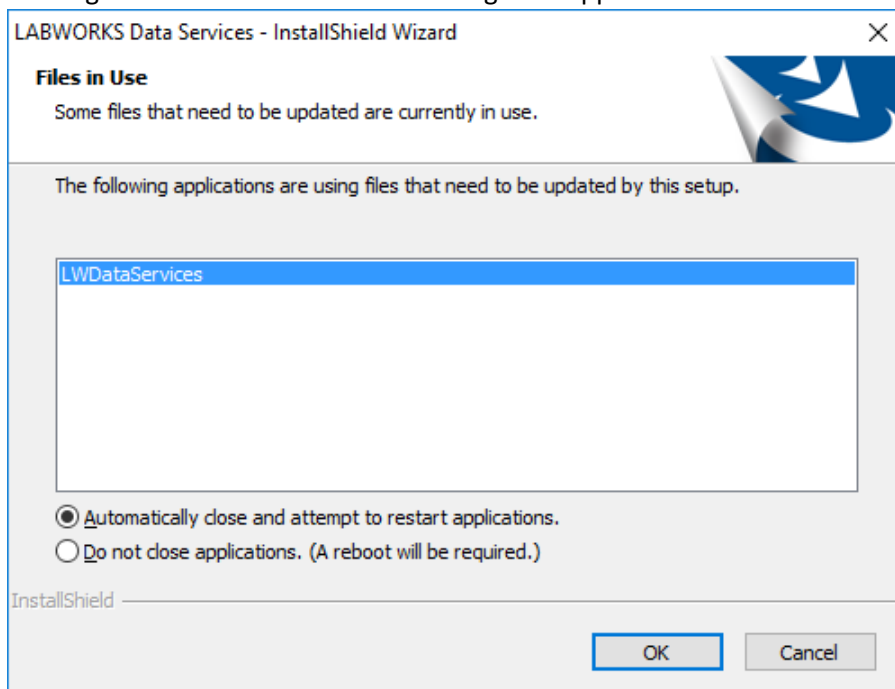 LABWORKS Data Services - InstallShield Wizard
Files in Use
Some files that need to be updated are currently in use.
The following applications are using files that need to be updated by this setup.
LWDataServices
Automatically close and attempt to restart applications.
Do not close applications. (A reboot will be required.)
InstallShield
OK Cancel